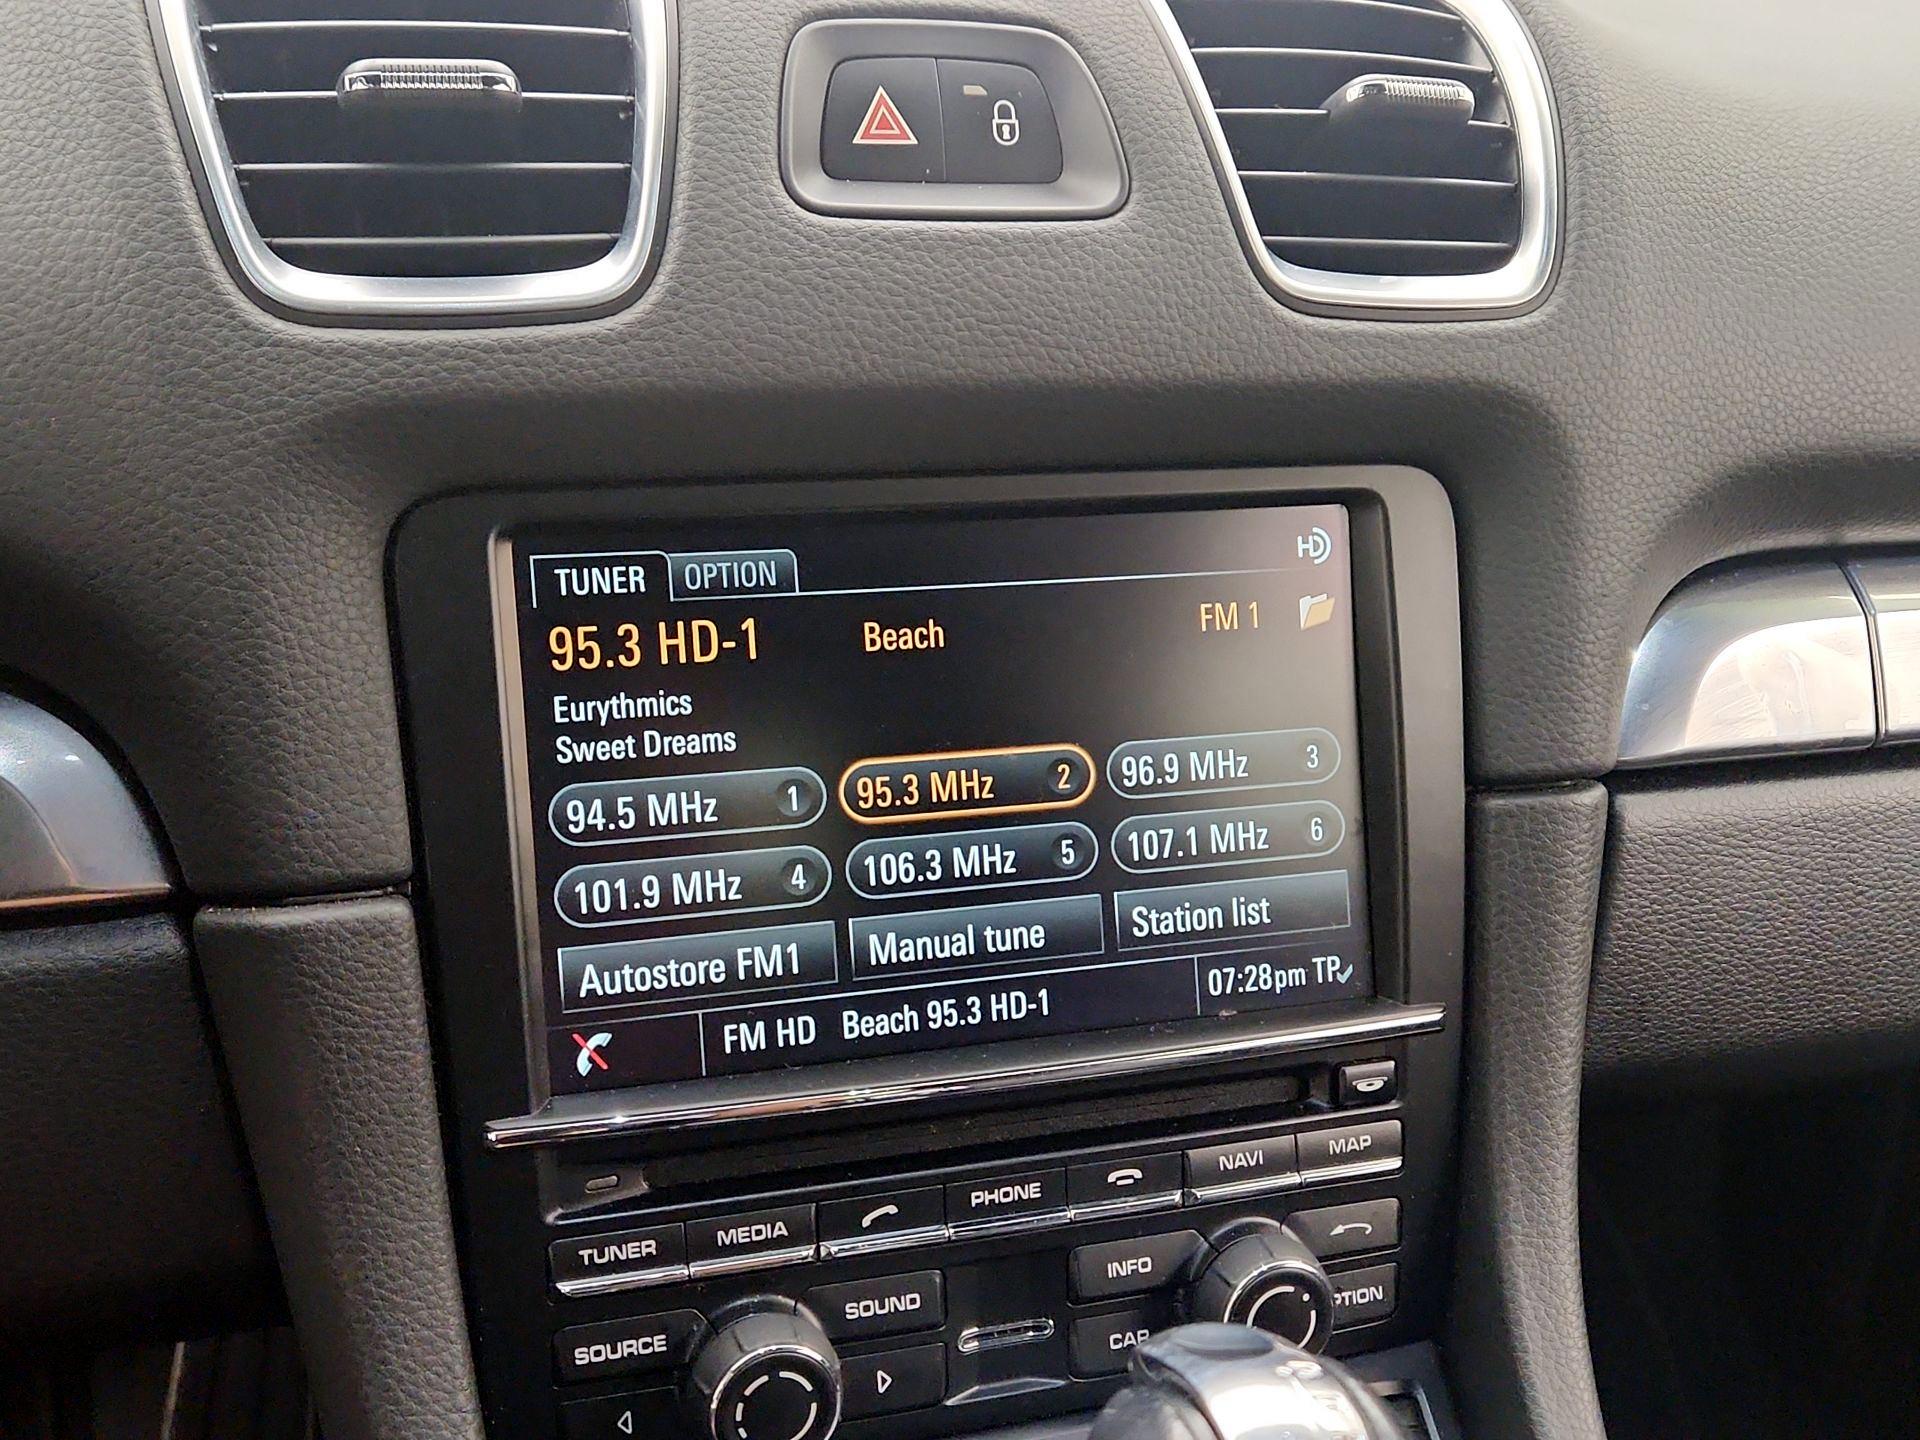 HD
TUNER OPTION
95.3 HD-1 Beach FM 1
Eurythmics
Sweet Dreams
94.5 MHz 1 95.3 MHz 2 96.9 MHz 3
101.9 MHz 4 106.3 MHz 5 107.1 MHz 6
Autostore FM1 Manual tune Station list
FM HD Beach 95.3 HD-1 07:28pm TP
TUNER MEDIA PHONE NAVI MAP
SOUND INFO
SOURCE CAR PTION